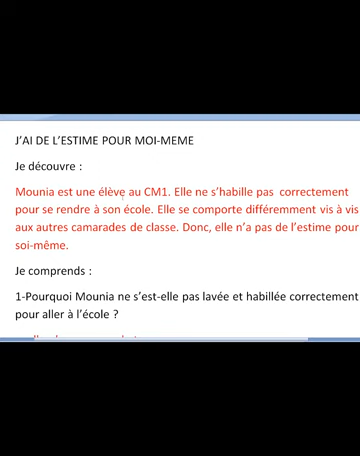 J’AI DE L’ESTIME POUR MOI-MEME
Je découvre :
Mounia est une élève au CM1. Elle ne s’habille pas correctement
pour se rendre à son école. Elle se comporte différemment vis à vis
aux autres camarades de classe. Donc, elle n’a pas de l’estime pour
soi-même.
Je comprends :
1-Pourquoi Mounia ne s’est-elle pas lavée et habillée correctement
pour aller à l’école ?